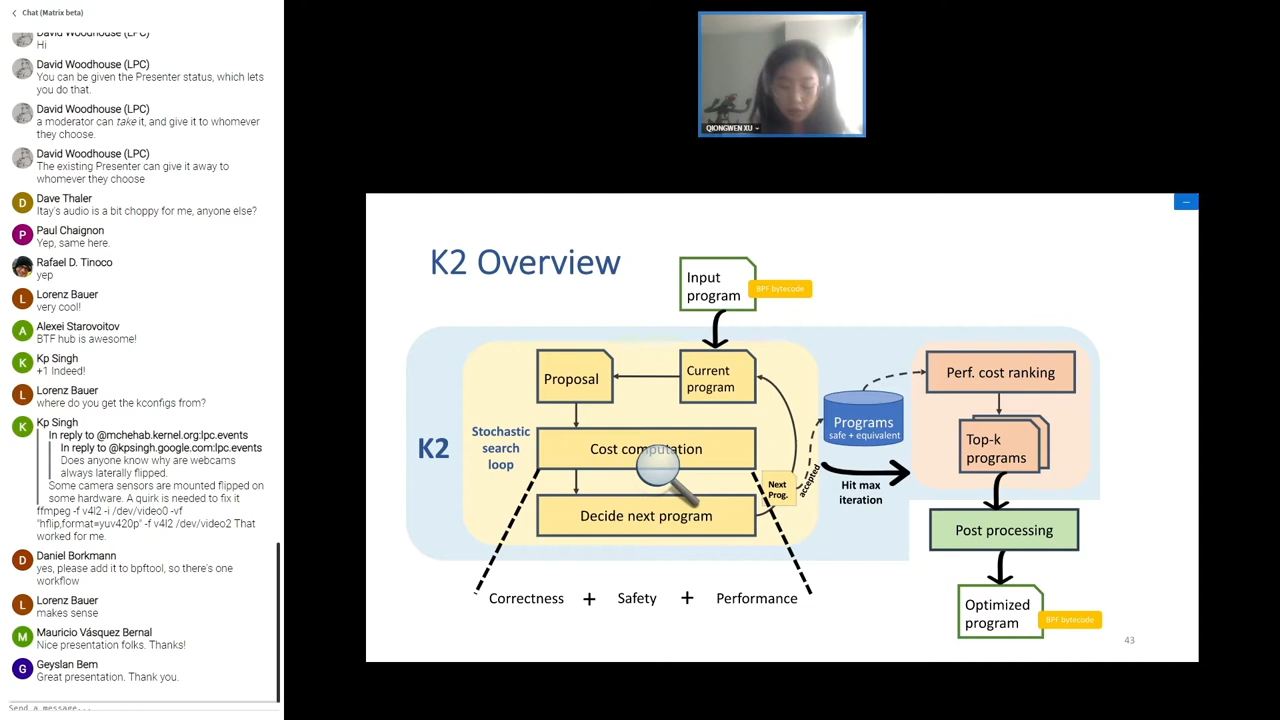 Chat (Matrix beta)
David Woodhouse (LPC)
Hi
David Woodhouse (LPC)
You can be given the Presenter status, which lets
you do that.
David Woodhouse (LPC)
a moderator can take it, and give it to whomever
they choose.
David Woodhouse (LPC)
The existing Presenter can give it away to
whomever they choose
D
Dave Thaler
Itay's audio is a bit choppy for me, anyone else?
P
Paul Chaignon
Yep, same here.
Rafael D. Tinoco
yep
L
Lorenz Bauer
very cool!
A
Alexei Starovoitov
BTF hub is awesome!
K
Kp Singh
+1 Indeed!
L
Lorenz Bauer
where do you get the kconfigs from?
K
Kp Singh
In reply to @mchehab.kernel.org:lpc.events
In reply to @kpsingh.google.com:lpc.events
Does anyone know why are webcams
always laterally flipped.
Some camera sensors are mounted flipped on
some hardware. A quirk is needed to fix it
ffmpeg -f v4l2 -i /dev/video0 -vf
"hflip,format=yuv420p" -f v4l2 /dev/video2 That
worked for me.
D
Daniel Borkmann
yes, please add it to bpftool, so there's one
workflow
L
Lorenz Bauer
makes sense
M
Mauricio Vásquez Bernal
Nice presentation folks. Thanks!
G
Geyslan Bem
Great presentation. Thank you.
Send a message...
QIONGWEN XU
K2 Overview
Input
program
BPF bytecode
Proposal
Current
program
Perf. cost ranking
Programs
safe + equivalent
K2
Stochastic
search
loop
Cost computation
Top-k
programs
Next
Prog.
accepted
Hit max
iteration
Decide next program
Post processing
Correctness + Safety + Performance
Optimized
program
BPF bytecode
43